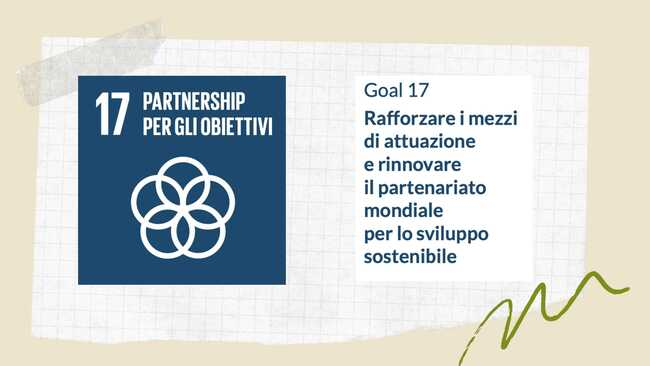 17 PARTNERSHIP
PER GLI OBIETTIVI
Goal 17
Rafforzare i mezzi
di attuazione
e rinnovare
il partenariato
mondiale
per lo sviluppo
sostenibile